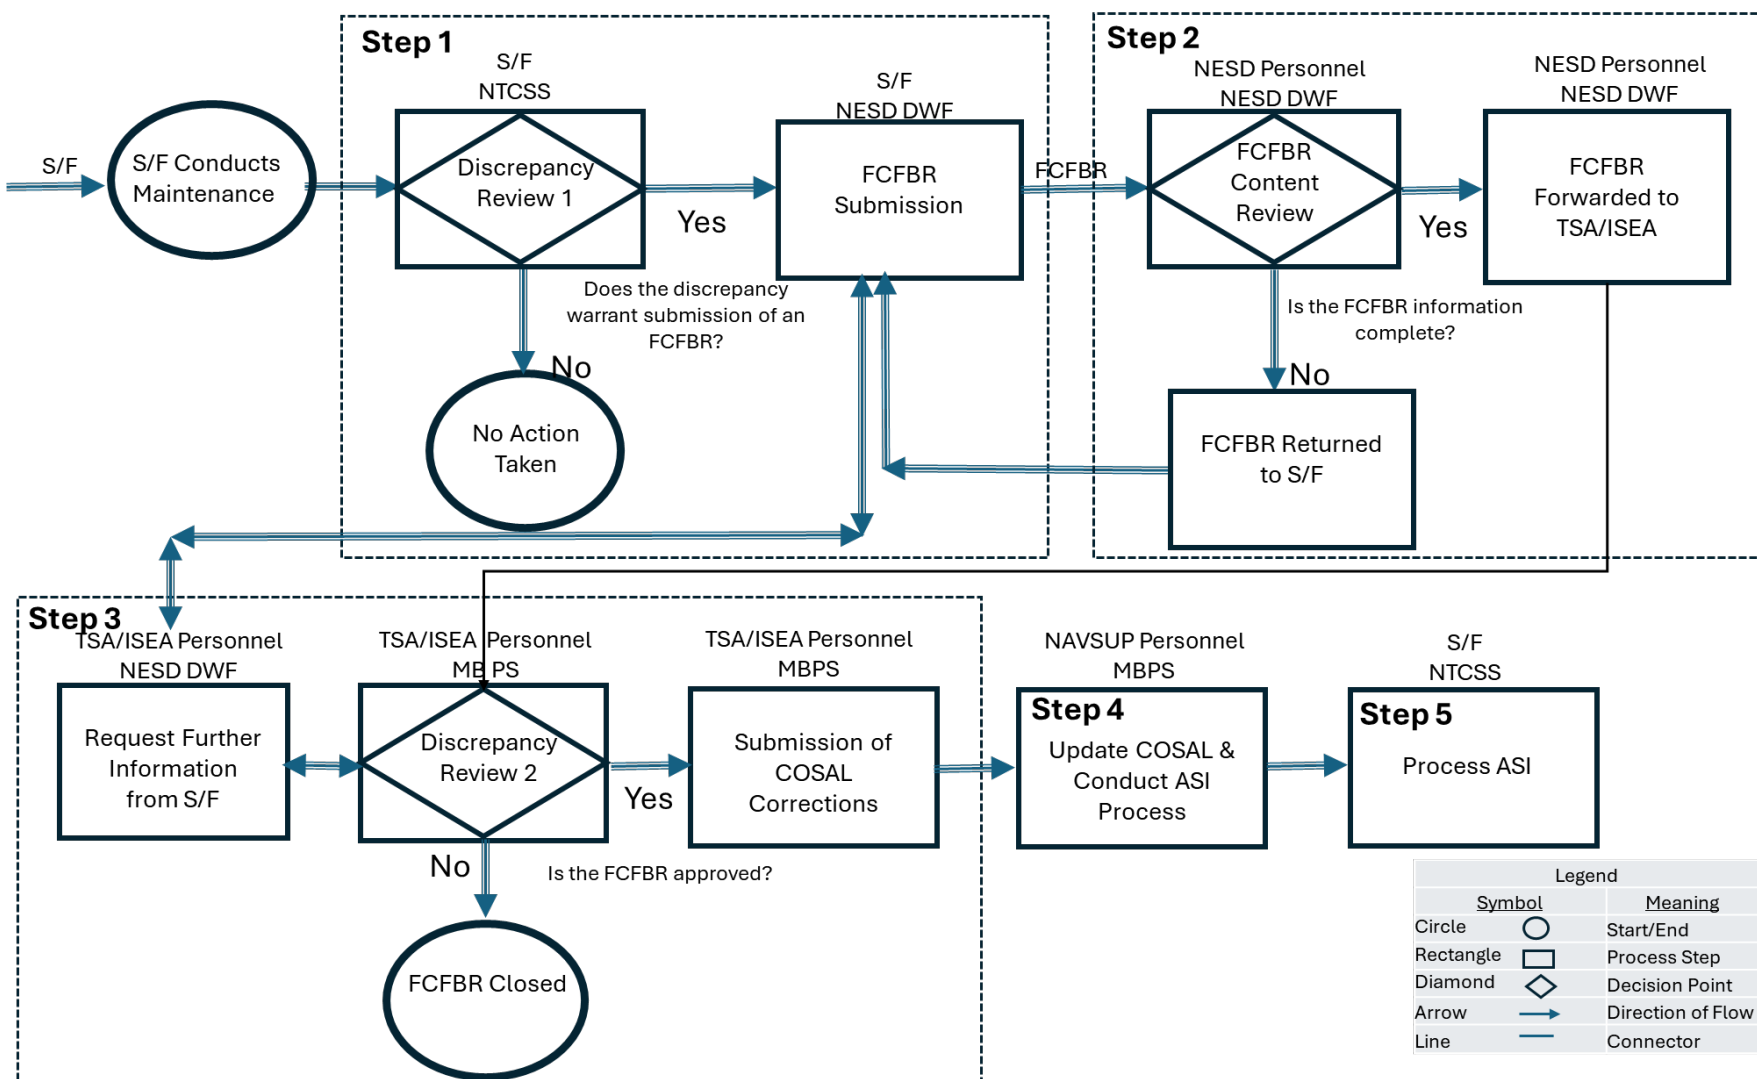 Step 1
S/F
NTCSS
S/F
NESD DWF
S/F
S/F Conducts
Maintenance
Discrepancy
Review 1
Yes
FCFBR
Submission
FCFBR
Does the discrepancy
warrant submission of an
FCFBR?
No
No Action
Taken
Step 2
NESD Personnel
NESD DWF
NESD Personnel
NESD DWF
FCFBR
Content
Review
Yes
FCFBR
Forwarded to
TSA/ISEA
Is the FCFBR information
complete?
No
FCFBR Returned
to S/F
Step 3
TSA/ISEA Personnel
NESD DWF
TSA/ISEA Personnel
MBPS
TSA/ISEA Personnel
MBPS
Request Further
Information
from S/F
Discrepancy
Review 2
Yes
Submission of
COSAL
Corrections
No
Is the FCFBR approved?
FCFBR Closed
NAVSUP Personnel
MBPS
Step 4
Update COSAL &
Conduct ASI
Process
S/F
NTCSS
Step 5
Process ASI
Legend
Symbol Meaning
Circle Start/End
Rectangle Process Step
Diamond Decision Point
Arrow Direction of Flow
Line Connector